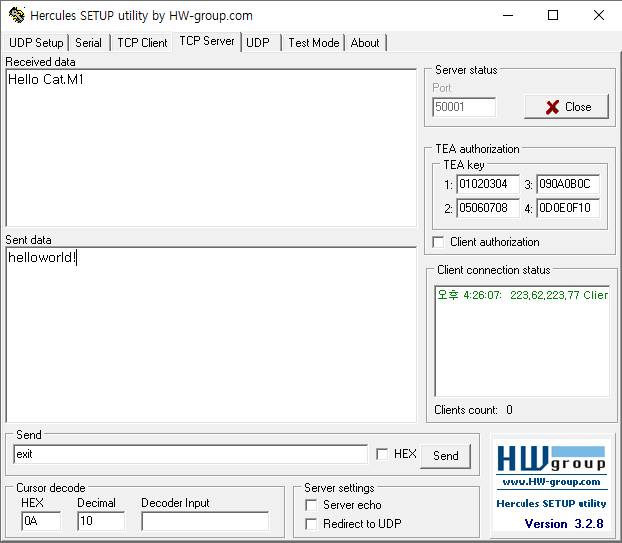 Hercules SETUP utility by HW-group.com
UDP Setup Serial TCP Client TCP Server UDP Test Mode About
Received data
Hello Cat.M1
Sent data
helloworld!
Server status
Port
50001 Close
TEA authorization
TEA key
1: 01020304 3: 090A0B0C
2: 05060708 4: 0D0E0F10
Client authorization
Client connection status
오후 4:26:07: 223,62,223,77 Clier
Clients count: 0
Send
exit HEX Send
Cursor decode
HEX Decimal Decoder Input
0A 10
Server settings
Server echo
Redirect to UDP
HW group
www.HW-group.com
Hercules SETUP utility
Version 3.2.8